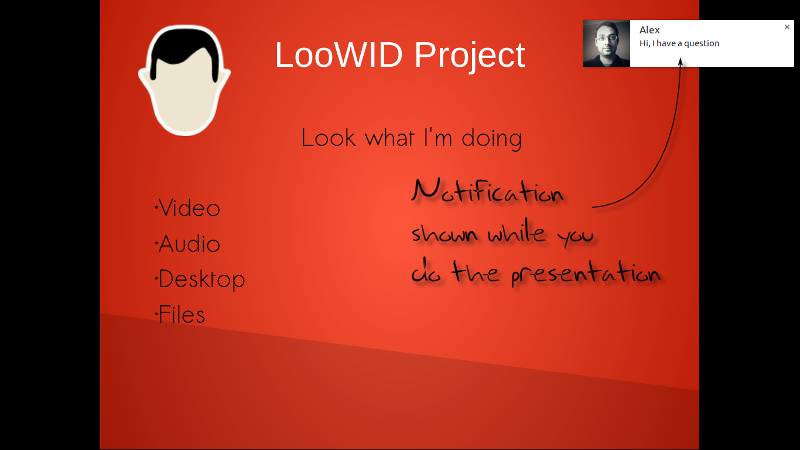 LooWID Project
Alex
×
Hi, I have a question
Look what I'm doing
·Video
·Audio
·Desktop
·Files
Notification
shown while you
do the presentation